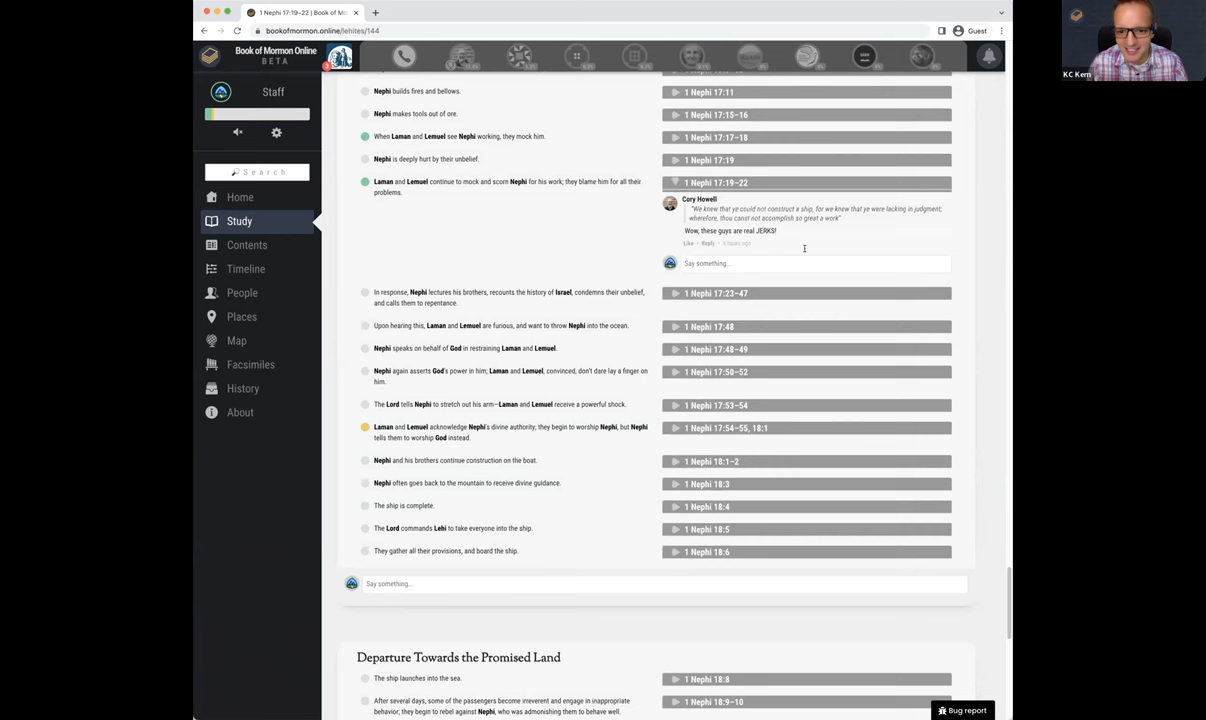 1 Nephi 17:19–22 | Book of Mo
bookofmormon.online/lehites/144
Guest
Book of Mormon Online
BETA
3
Staff
Search
Home
Study
Contents
Timeline
People
Places
Map
Facsimiles
History
About
Nephi builds fires and bellows.
1 Nephi 17:11
Nephi makes tools out of ore.
1 Nephi 17:15–16
When Laman and Lemuel see Nephi working, they mock him.
1 Nephi 17:17–18
Nephi is deeply hurt by their unbelief.
1 Nephi 17:19
Laman and Lemuel continue to mock and scorn Nephi for his work; they blame him for all their
problems.
1 Nephi 17:19–22
Cory Howell
"We knew that ye could not construct a ship, for we knew that ye were lacking in judgment;
wherefore, thou canst not accomplish so great a work"
Wow, these guys are real JERKS!
Like • Reply • hours ago
Say something...
In response, Nephi lectures his brothers, recounts the history of Israel, condemns their unbelief,
and calls them to repentance.
1 Nephi 17:23–47
Upon hearing this, Laman and Lemuel are furious, and want to throw Nephi into the ocean.
1 Nephi 17:48
Nephi speaks on behalf of God in restraining Laman and Lemuel.
1 Nephi 17:48–49
Nephi again asserts God's power in him; Laman and Lemuel, convinced, don't dare lay a finger on
him.
1 Nephi 17:50–52
The Lord tells Nephi to stretch out his arm—Laman and Lemuel receive a powerful shock.
1 Nephi 17:53–54
Laman and Lemuel acknowledge Nephi's divine authority; they begin to worship Nephi, but Nephi
tells them to worship God instead.
1 Nephi 17:54–55, 18:1
Nephi and his brothers continue construction on the boat.
1 Nephi 18:1–2
Nephi often goes back to the mountain to receive divine guidance.
1 Nephi 18:3
The ship is complete.
1 Nephi 18:4
The Lord commands Lehi to take everyone into the ship.
1 Nephi 18:5
They gather all their provisions, and board the ship.
1 Nephi 18:6
Say something...
Departure Towards the Promised Land
The ship launches into the sea.
1 Nephi 18:8
After several days, some of the passengers become irreverent and engage in inappropriate
behavior; they begin to rebel against Nephi, who was admonishing them to behave well.
1 Nephi 18:9–10
Bug report
KC Kern